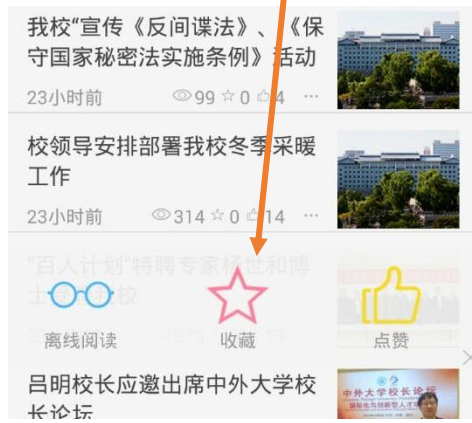 我校“宣传《反间谍法》、《保
守国家秘密法实施条例》活动
23小时前 99 0 4 ...
校领导安排部署我校冬季采暖
工作
23小时前 314 0 14 ...
“百人计划”特聘专家杨世和博
离线阅读 收藏 点赞
吕明校长应邀出席中外大学校
长论坛
中外大学校长论坛